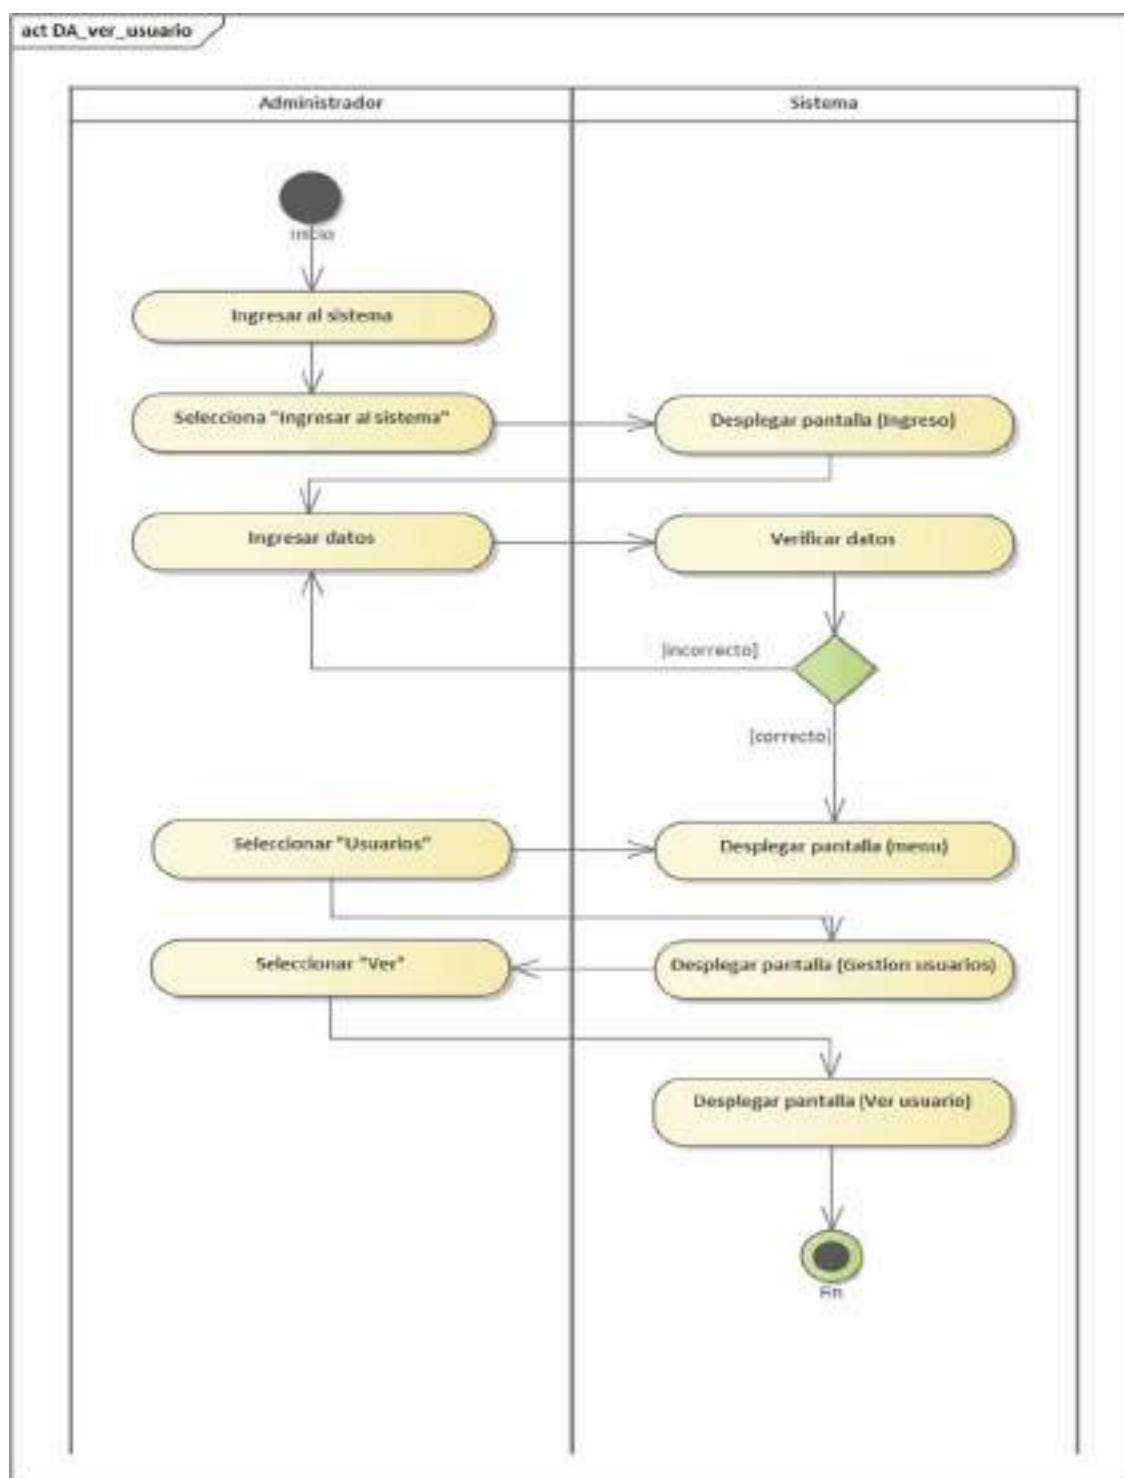 act DA_ver_usuario
Administrador
Sistema
Inicio
Ingresar al sistema
Selecciona "Ingresar al sistema"
Desplegar pantalla (Ingreso)
Ingresar datos
Verificar datos
[incorrecto]
[correcto]
Seleccionar "Usuarios"
Desplegar pantalla (menu)
Seleccionar "Ver"
Desplegar pantalla (Gestion usuarios)
Desplegar pantalla (Ver usuario)
Fin